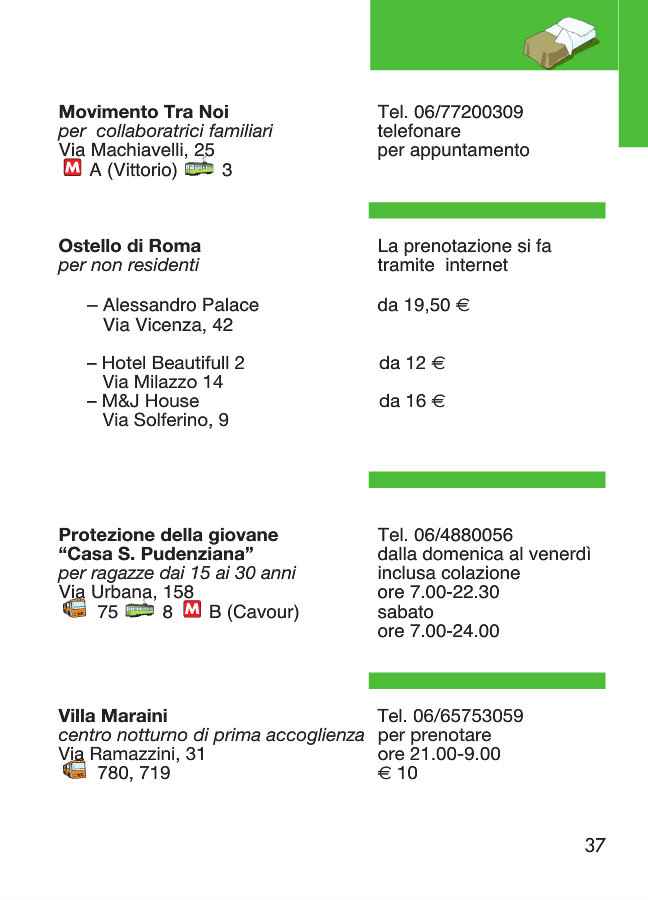 Movimento Tra Noi
per collaboratrici familiari
Via Machiavelli, 25
M A (Vittorio) 3
Tel. 06/77200309
telefonare
per appuntamento
Ostello di Roma
per non residenti
La prenotazione si fa
tramite internet
– Alessandro Palace da 19,50 €
Via Vicenza, 42
– Hotel Beautifull 2 da 12 €
Via Milazzo 14
– M&J House da 16 €
Via Solferino, 9
Protezione della giovane
“Casa S. Pudenziana”
per ragazze dai 15 ai 30 anni
Via Urbana, 158
75 8 M B (Cavour)
Tel. 06/4880056
dalla domenica al venerdì
inclusa colazione
ore 7.00-22.30
sabato
ore 7.00-24.00
Villa Maraini
centro notturno di prima accoglienza
Via Ramazzini, 31
780, 719
Tel. 06/65753059
per prenotare
ore 21.00-9.00
€ 10
37